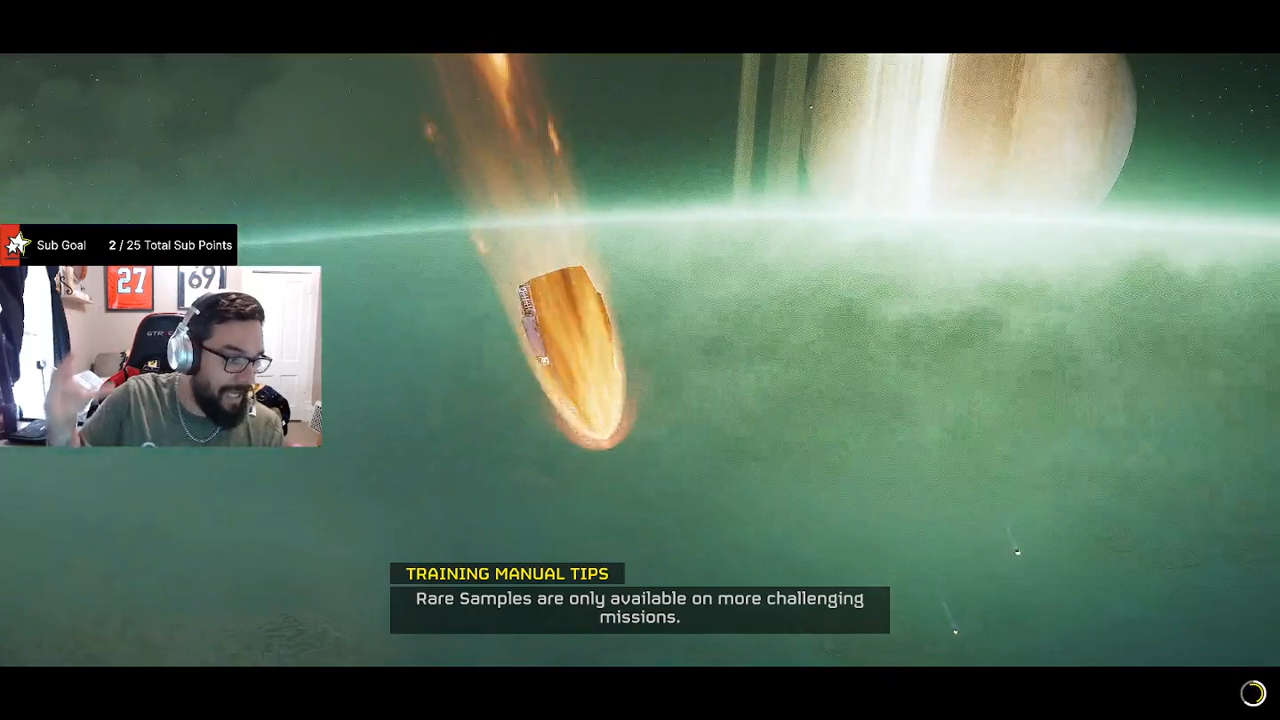 Sub Goal 2 / 25 Total Sub Points
27
69
GTR
TRAINING MANUAL TIPS
Rare Samples are only available on more challenging
missions.